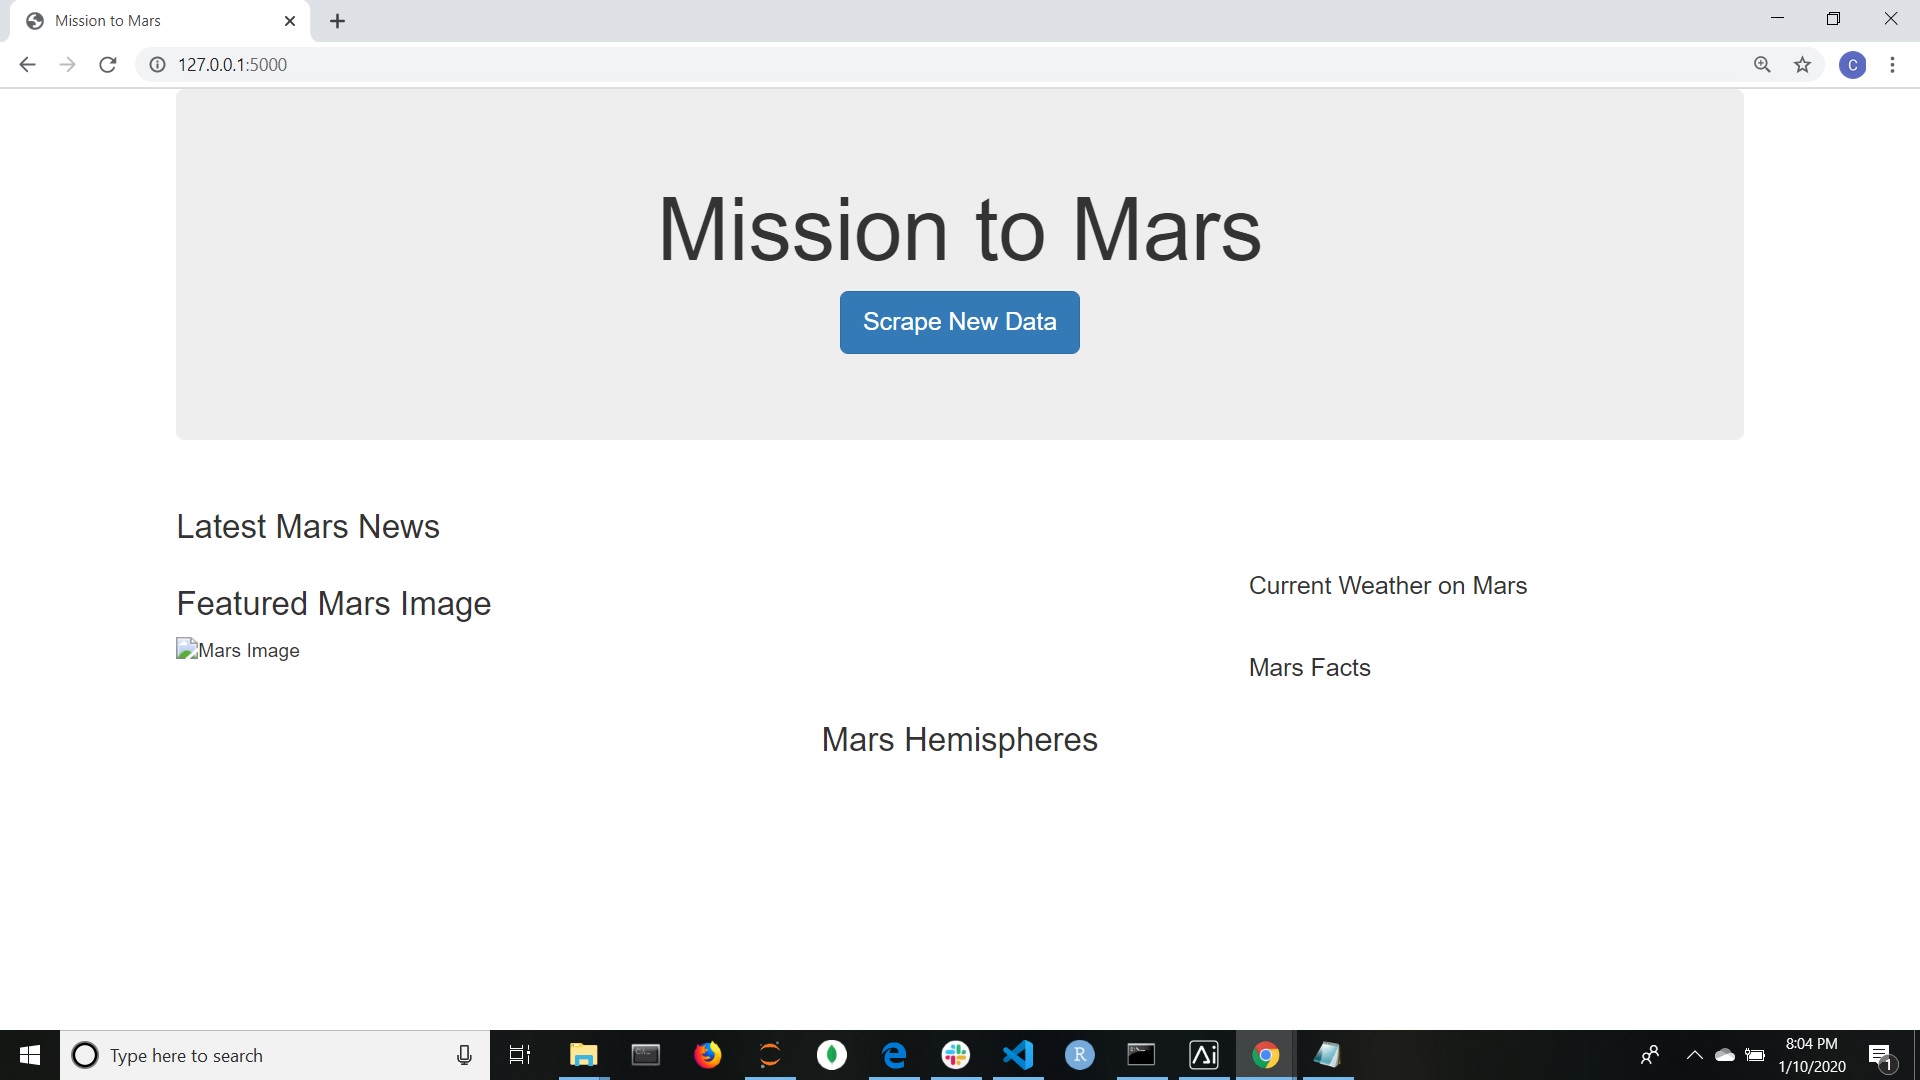 Mission to Mars
127.0.0.1:5000
C
Mission to Mars
Scrape New Data
Latest Mars News
Current Weather on Mars
Featured Mars Image
Mars Image
Mars Facts
Mars Hemispheres
Type here to search
R
Ai
8:04 PM
1/10/2020
1